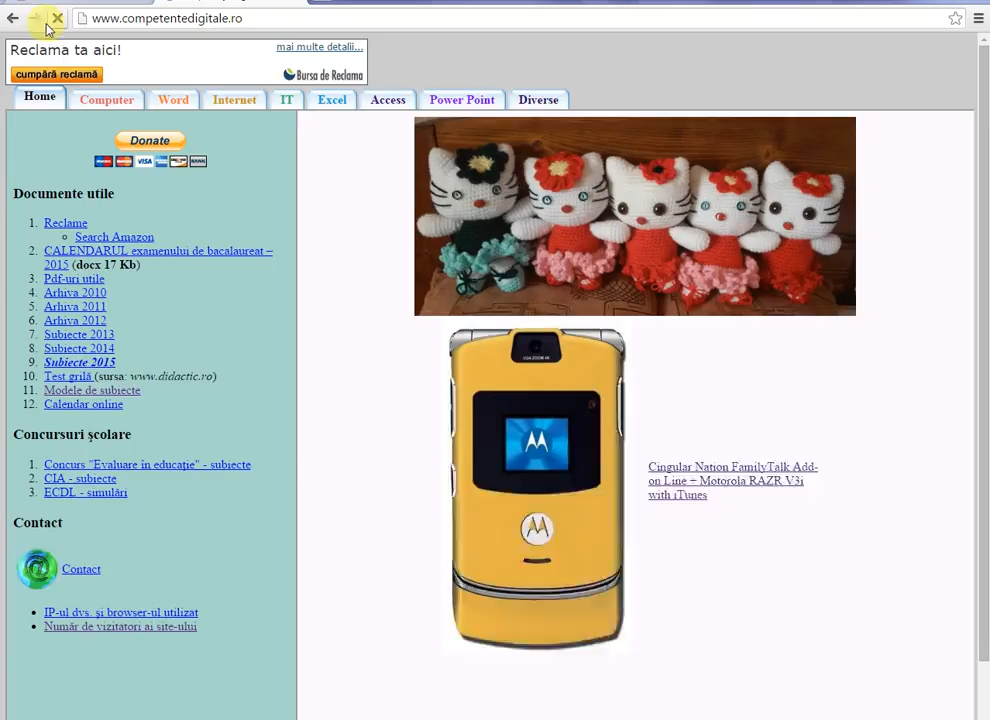 www.competentedigitale.ro
Reclama ta aici!
mai multe detalii...
cumpără reclamă
Bursa de Reclama
Home
Computer
Word
Internet
IT
Excel
Access
Power Point
Diverse
Donate
VISA
BANK
Documente utile
1. Reclame
Search Amazon
2. CALENDARUL examenului de bacalaureat –
2015 (docx 17 Kb)
3. Pdf-uri utile
4. Arhiva 2010
5. Arhiva 2011
6. Arhiva 2012
7. Subiecte 2013
8. Subiecte 2014
9. Subiecte 2015
10. Test grilă (sursa: www.didactic.ro)
11. Modele de subiecte
12. Calendar online
Cingular Nation FamilyTalk Add-
on Line + Motorola RAZR V3i
with iTunes
Concursuri şcolare
1. Concurs "Evaluare în educaţie" - subiecte
2. CIA - subiecte
3. ECDL - simulări
Contact
Contact
IP-ul dvs. şi browser-ul utilizat
Număr de vizitatori ai site-ului